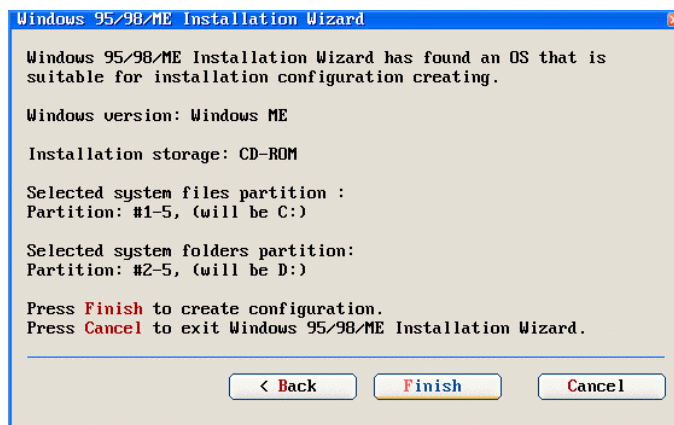 Windows 95/98/ME Installation Wizard
Windows 95/98/ME Installation Wizard has found an OS that is
suitable for installation configuration creating.
Windows version: Windows ME
Installation storage: CD-ROM
Selected system files partition :
Partition: #1-5, (will be C:)
Selected system folders partition:
Partition: #2-5, (will be D:)
Press Finish to create configuration.
Press Cancel to exit Windows 95/98/ME Installation Wizard.
< Back Finish Cancel